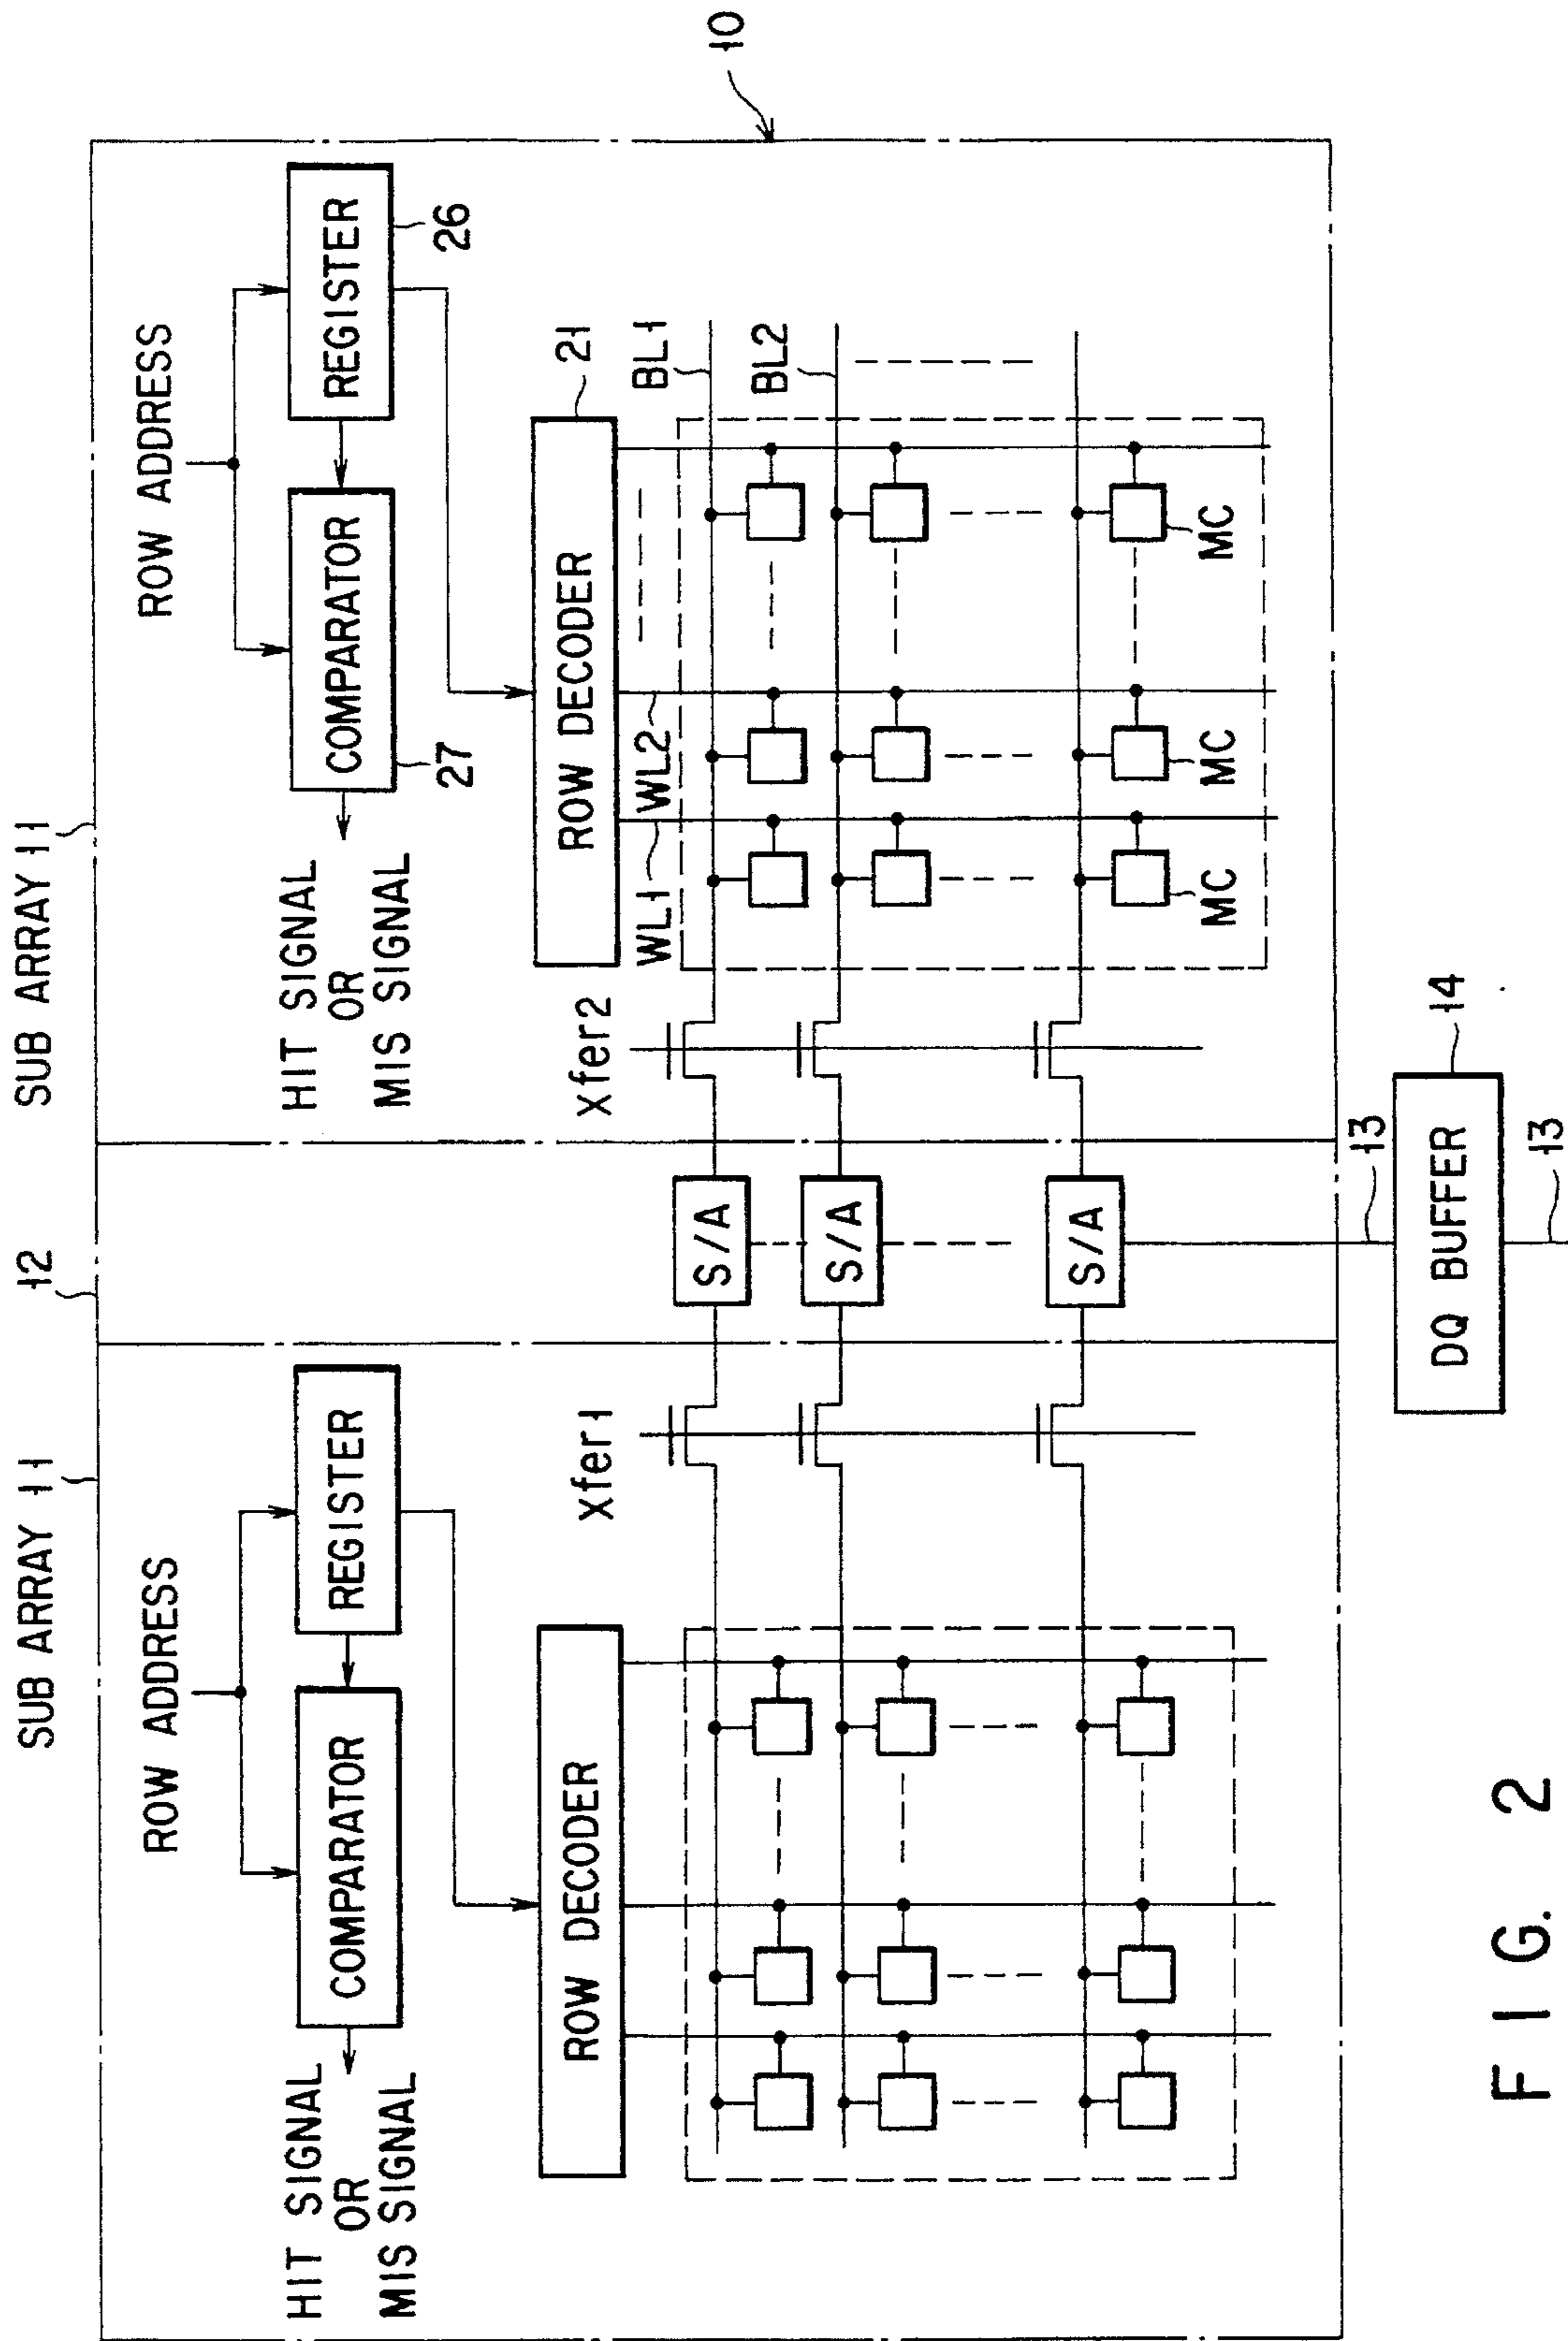 SUB ARRAY 11
12
SUB ARRAY 11
10
ROW ADDRESS
REGISTER
COMPARATOR
HIT SIGNAL
OR
MIS SIGNAL
ROW DECODER
xfer1
S/A
S/A
S/A
ROW ADDRESS
REGISTER
26
COMPARATOR
27
HIT SIGNAL
OR
MIS SIGNAL
ROW DECODER
21
WL1
WL2
BL1
BL2
xfer2
MC
MC
MC
13
DQ BUFFER
14
13
FIG. 2